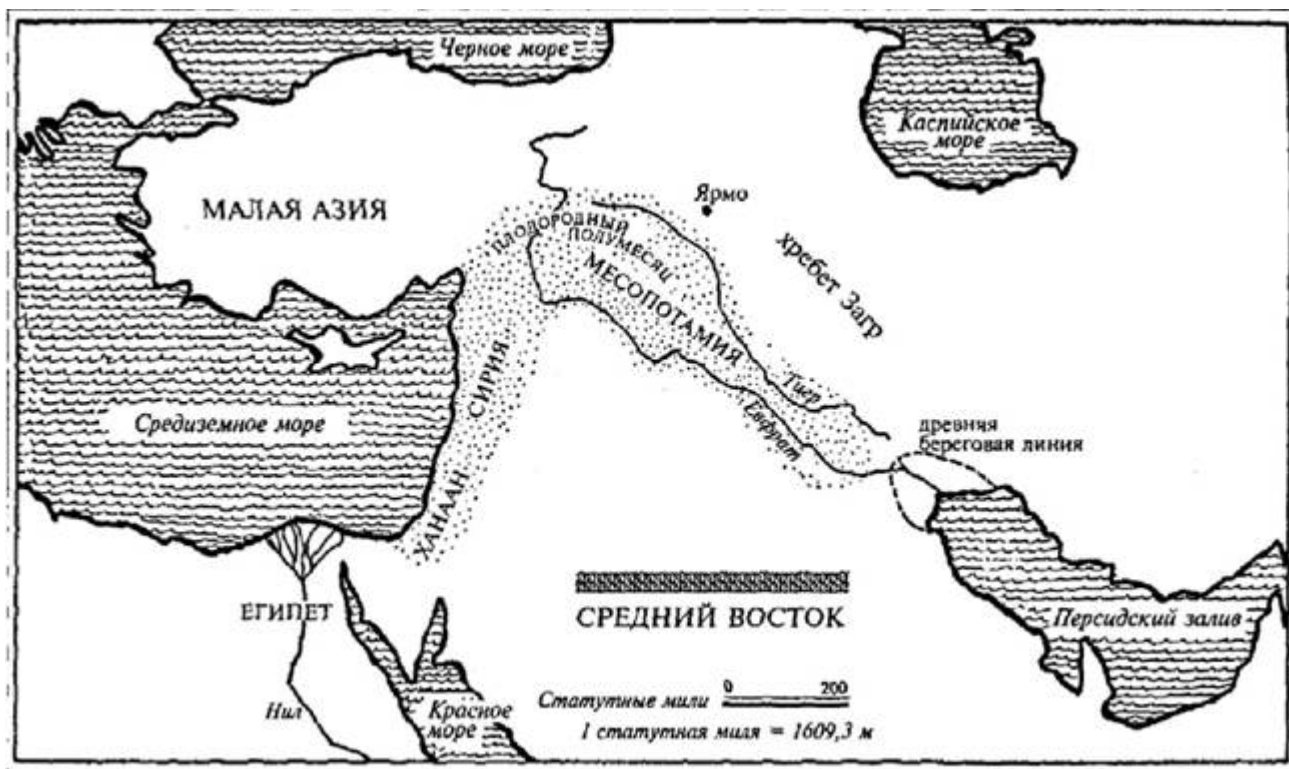 Черное море
Каспийское
море
Ярмо
МАЛАЯ АЗИЯ
ПЛОДОРОДНЫЙ
ПОЛУМЕСЯЦ
хребет Загр
МЕСОПОТАМИЯ
СИРИЯ
Тигр
Евфрат
Средиземное море
древняя
береговая линия
ХАНААН
СРЕДНИЙ ВОСТОК
ЕГИПЕТ
Персидский залив
Нил
Красное
море
Статутные мили 0 200
1 статутная миля = 1609,3 м